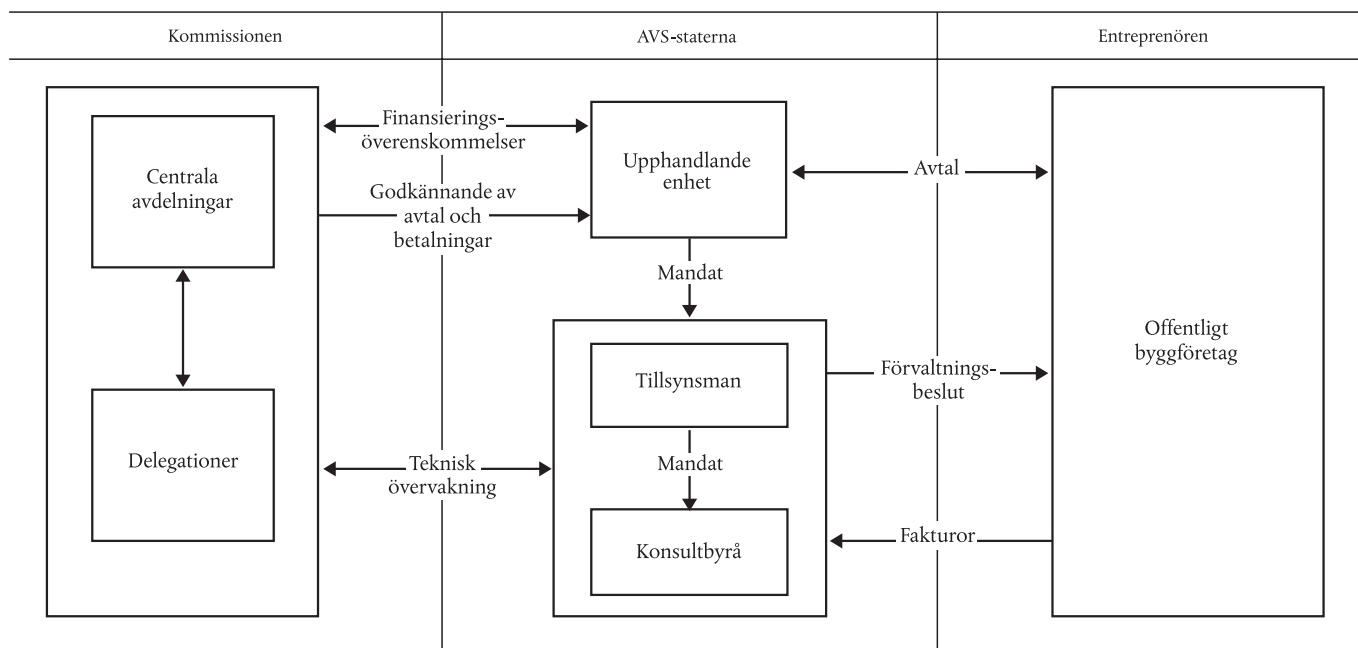 Kommissionen
AVS-staterna
Entreprenören
Centrala
avdelningar
Delegationer
Finansierings-
överenskommelser
Godkännande av
avtal och
betalningar
Teknisk
övervakning
Upphandlande
enhet
Mandat
Tillsynsman
Mandat
Konsultbyrå
Avtal
Förvaltnings-
beslut
Fakturor
Offentligt
byggföretag